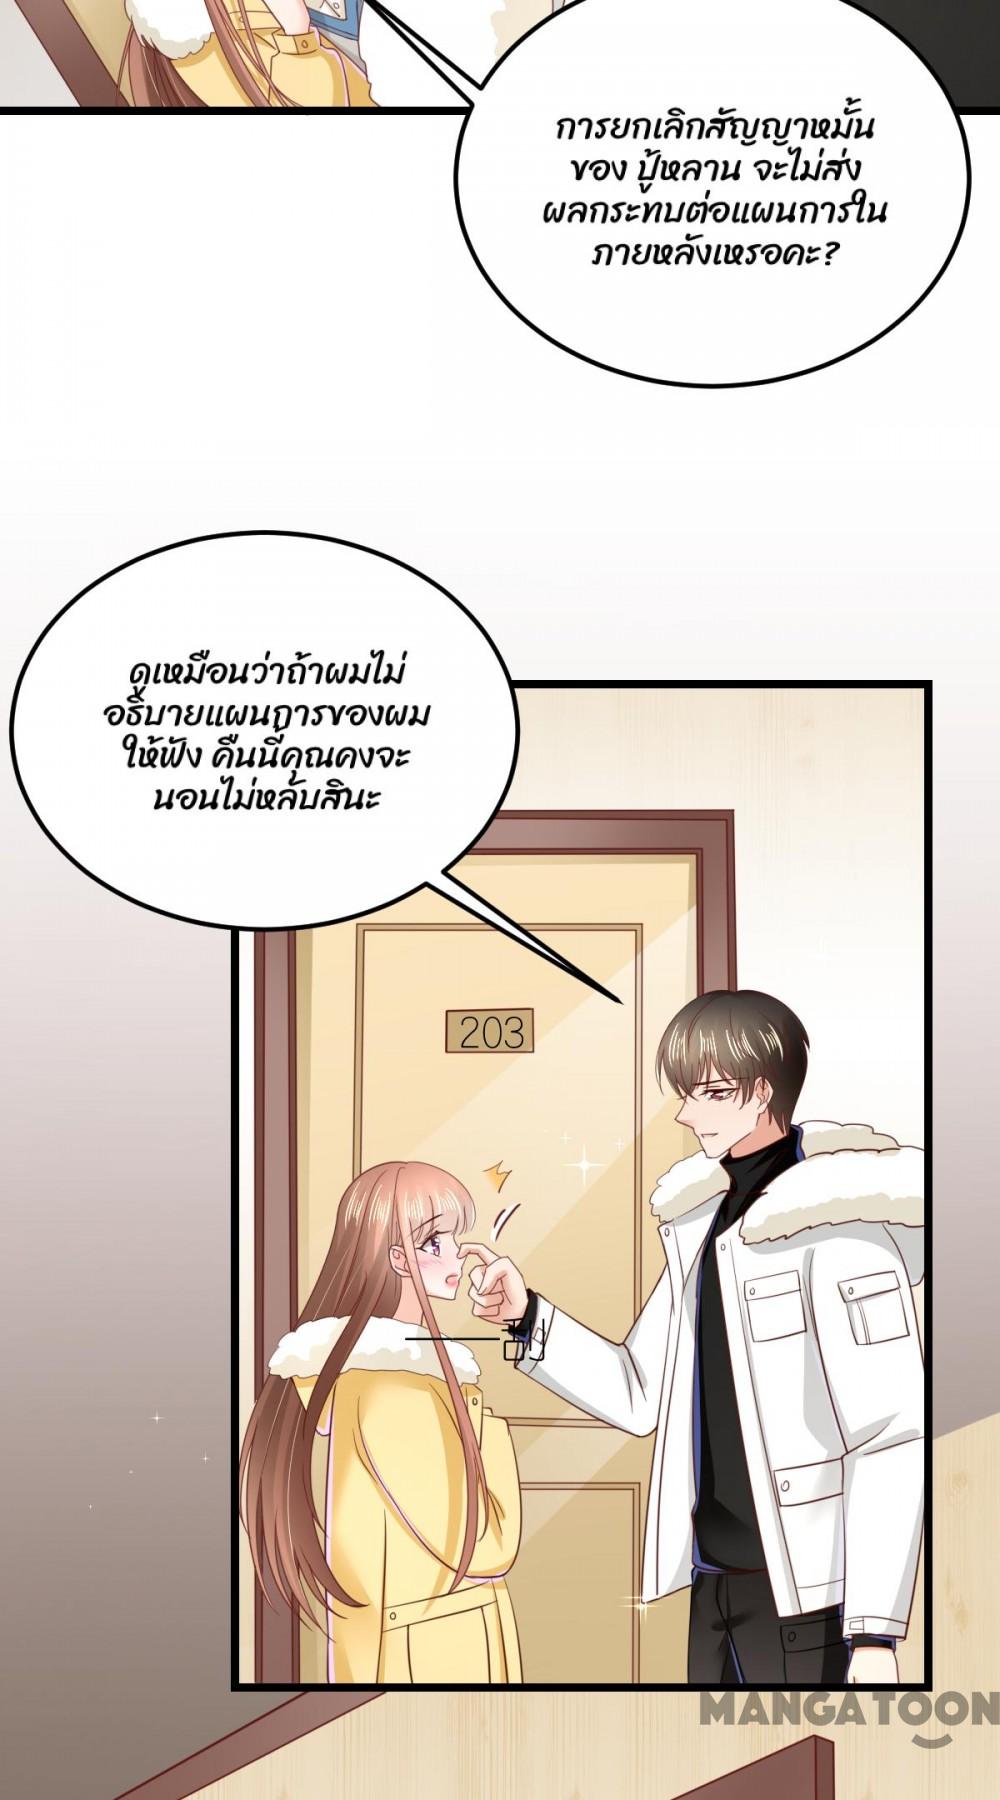 การยกเลิกสัญญาหมั้น
ของ ปู้หลาน จะไม่ส่ง
ผลกระทบต่อแผนการใน
ภายหลังเหรอคะ?
ดูเหมือนว่าถ้าผมไม่
อธิบายแผนการของผม
ให้ฟัง คืนนี้คุณคงจะ
นอนไม่หลับสินะ
203
——刮
MANGATOON